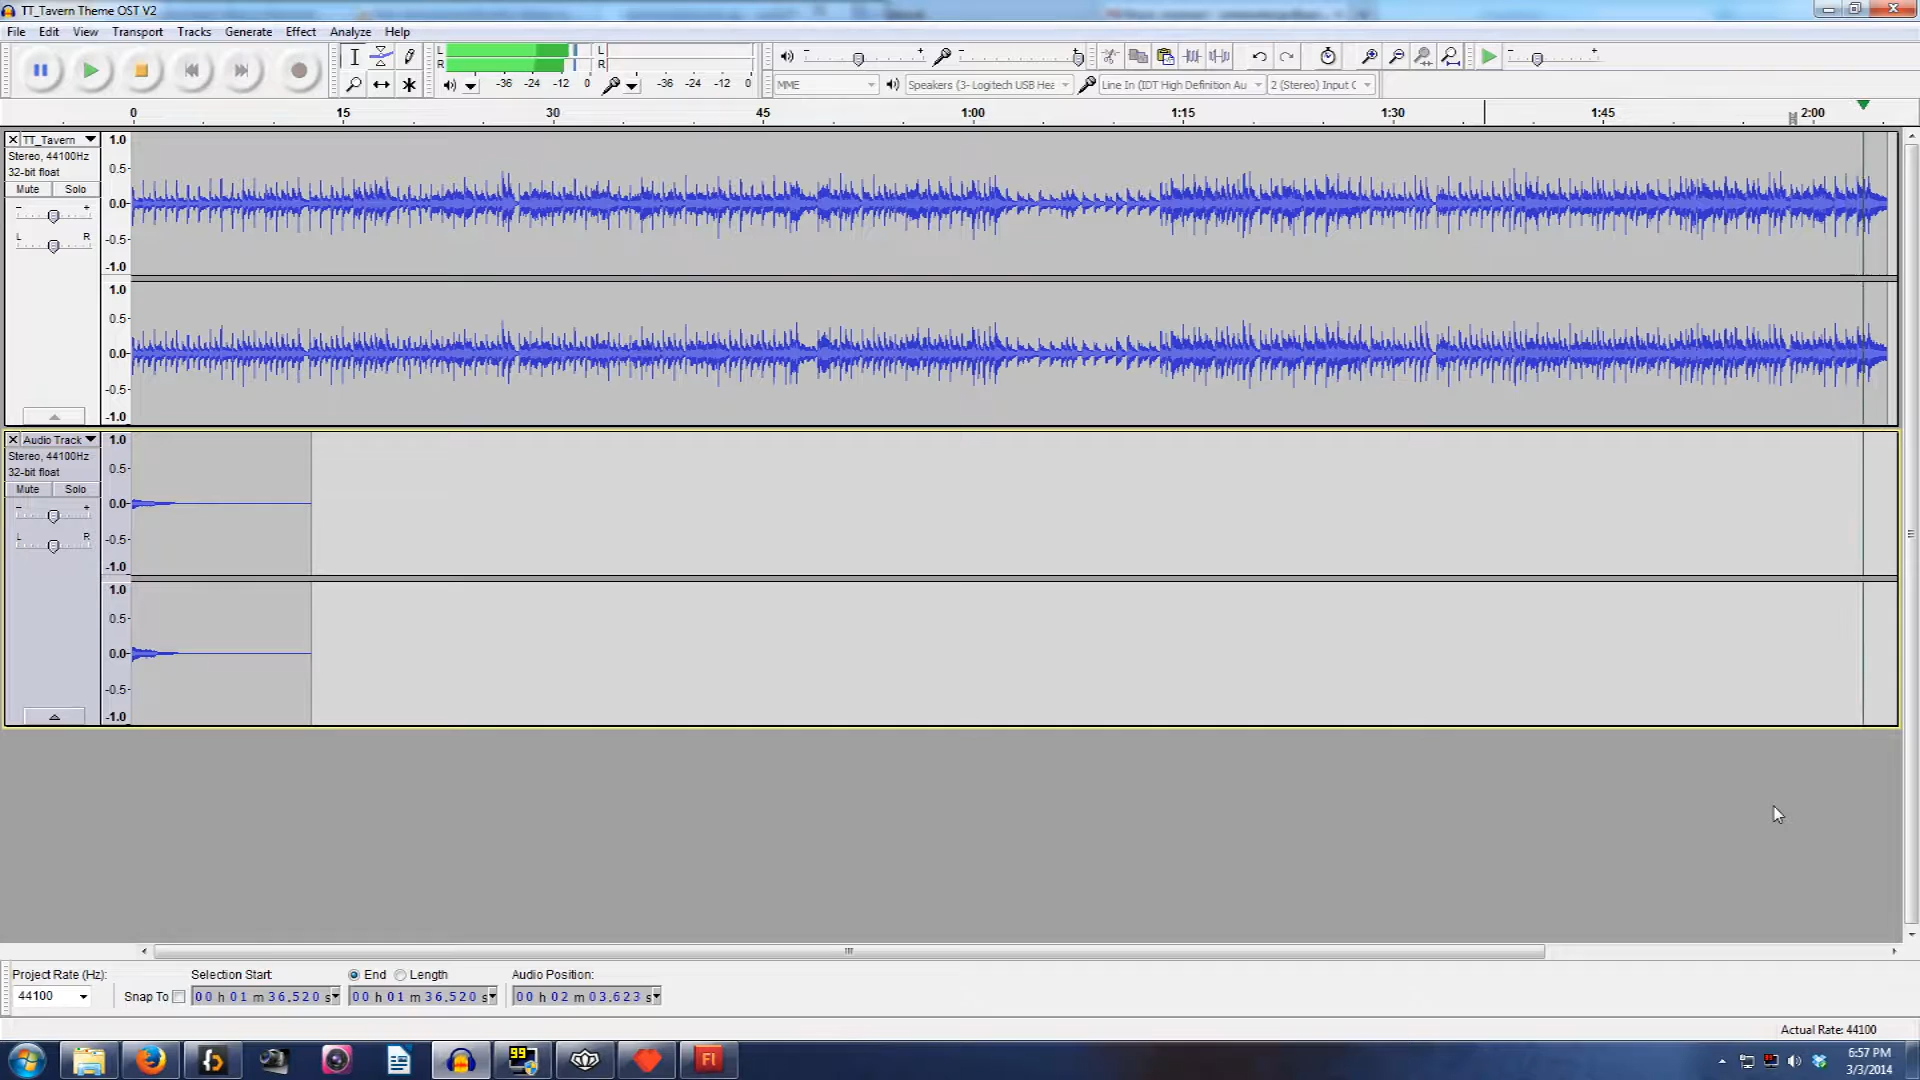 TT_Tavern Theme OST V2
File Edit View Transport Tracks Generate Effect Analyze Help
L
R
L
R
-36 -24 -12 0
-36 -24 -12 0
MME
Speakers (3- Logitech USB Hea
Line In (IDT High Definition Au
2 (Stereo) Input C
0 15 30 45 1:00 1:15 1:30 1:45 2:00
TT_Tavern
Stereo, 44100Hz
32-bit float
Mute Solo
- +
L R
1.0
0.5
0.0
-0.5
-1.0
1.0
0.5
0.0
-0.5
-1.0
Audio Track
Stereo, 44100Hz
32-bit float
Mute Solo
- +
L R
1.0
0.5
0.0
-0.5
-1.0
1.0
0.5
0.0
-0.5
-1.0
Project Rate (Hz):
44100
Snap To
Selection Start:
00 h 01 m 36.520 s
End Length
00 h 01 m 36.520 s
Audio Position:
00 h 02 m 03.623 s
Actual Rate: 44100
99
Fl
6:57 PM
3/3/2014